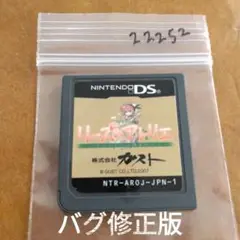 22252
NINTENDO DS
リーズのアトリエ
株式会社ガスト
NTR-AROJ-JPN-1
バグ修正版